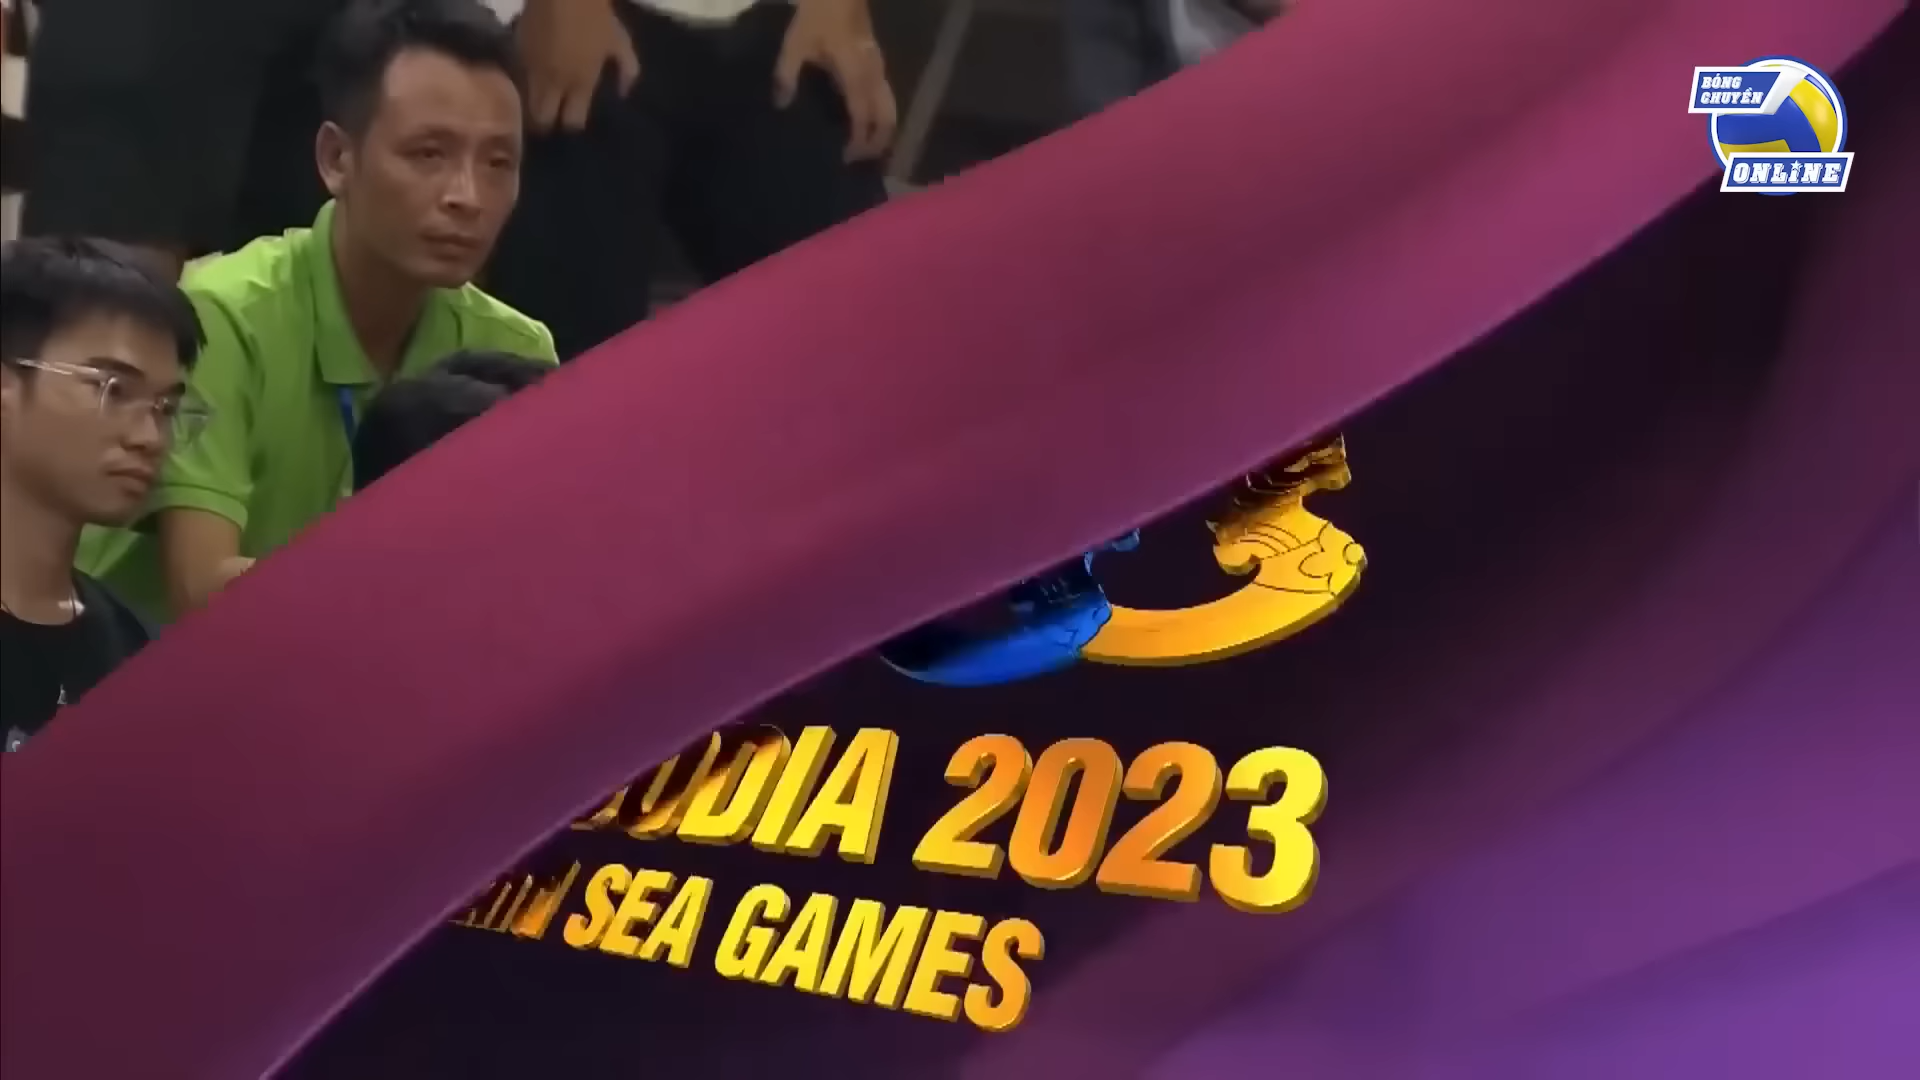 BÓNG
CHUYỀN
ONLINE
ODIA 2023
SEA GAMES